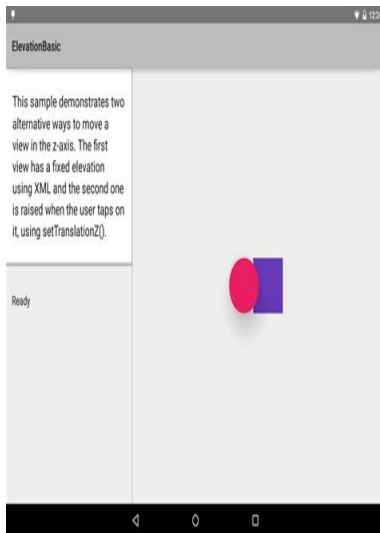 ElevationBasic
This sample demonstrates two
alternative ways to move a
view in the z-axis. The first
view has a fixed elevation
using XML and the second one
is raised when the user taps on
it, using setTranslationZ().
Ready